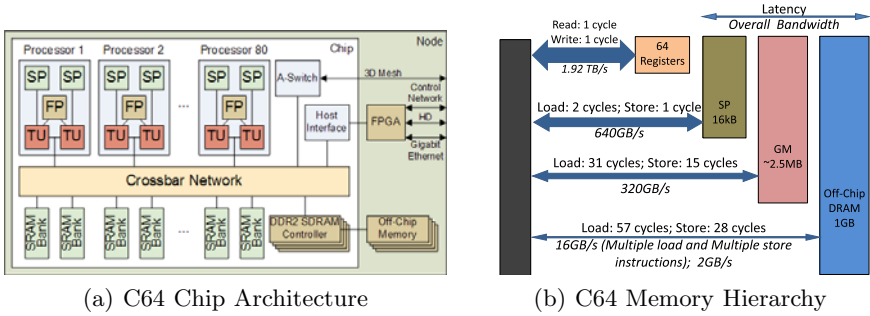 Node
Chip
Processor 1
Processor 2
Processor 80
SP
SP
SP
SP
SP
SP
FP
FP
FP
TU
TU
TU
TU
TU
TU
...
A-Switch
3D Mesh
Host
Interface
FPGA
Control
Network
HD
Gigabit
Ethernet
Crossbar Network
SRAM
Bank
SRAM
Bank
SRAM
Bank
SRAM
Bank
...
SRAM
Bank
SRAM
Bank
DDR2 SDRAM
Controller
Off-Chip
Memory
(a) C64 Chip Architecture
Latency
Overall Bandwidth
Read: 1 cycle
Write: 1 cycle
1.92 TB/s
64
Registers
Load: 2 cycles; Store: 1 cycle
640GB/s
SP
16kB
Load: 31 cycles; Store: 15 cycles
320GB/s
GM
~2.5MB
Load: 57 cycles; Store: 28 cycles
16GB/s (Multiple load and Multiple store
instructions); 2GB/s
Off-Chip
DRAM
1GB
(b) C64 Memory Hierarchy